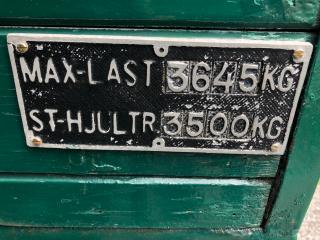 MAX-LAST 3645KG
ST-HJULTR. 3500KG